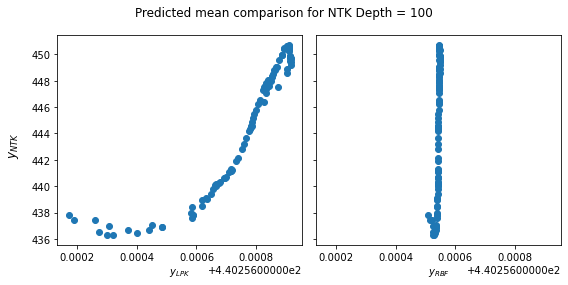 Predicted mean comparison for NTK Depth = 100
450
448
446
444
442
440
438
436
y_NTK
0.0002 0.0004 0.0006 0.0008
y_LPK +4.4025600000e2
0.0002 0.0004 0.0006 0.0008
y_RBF +4.4025600000e2